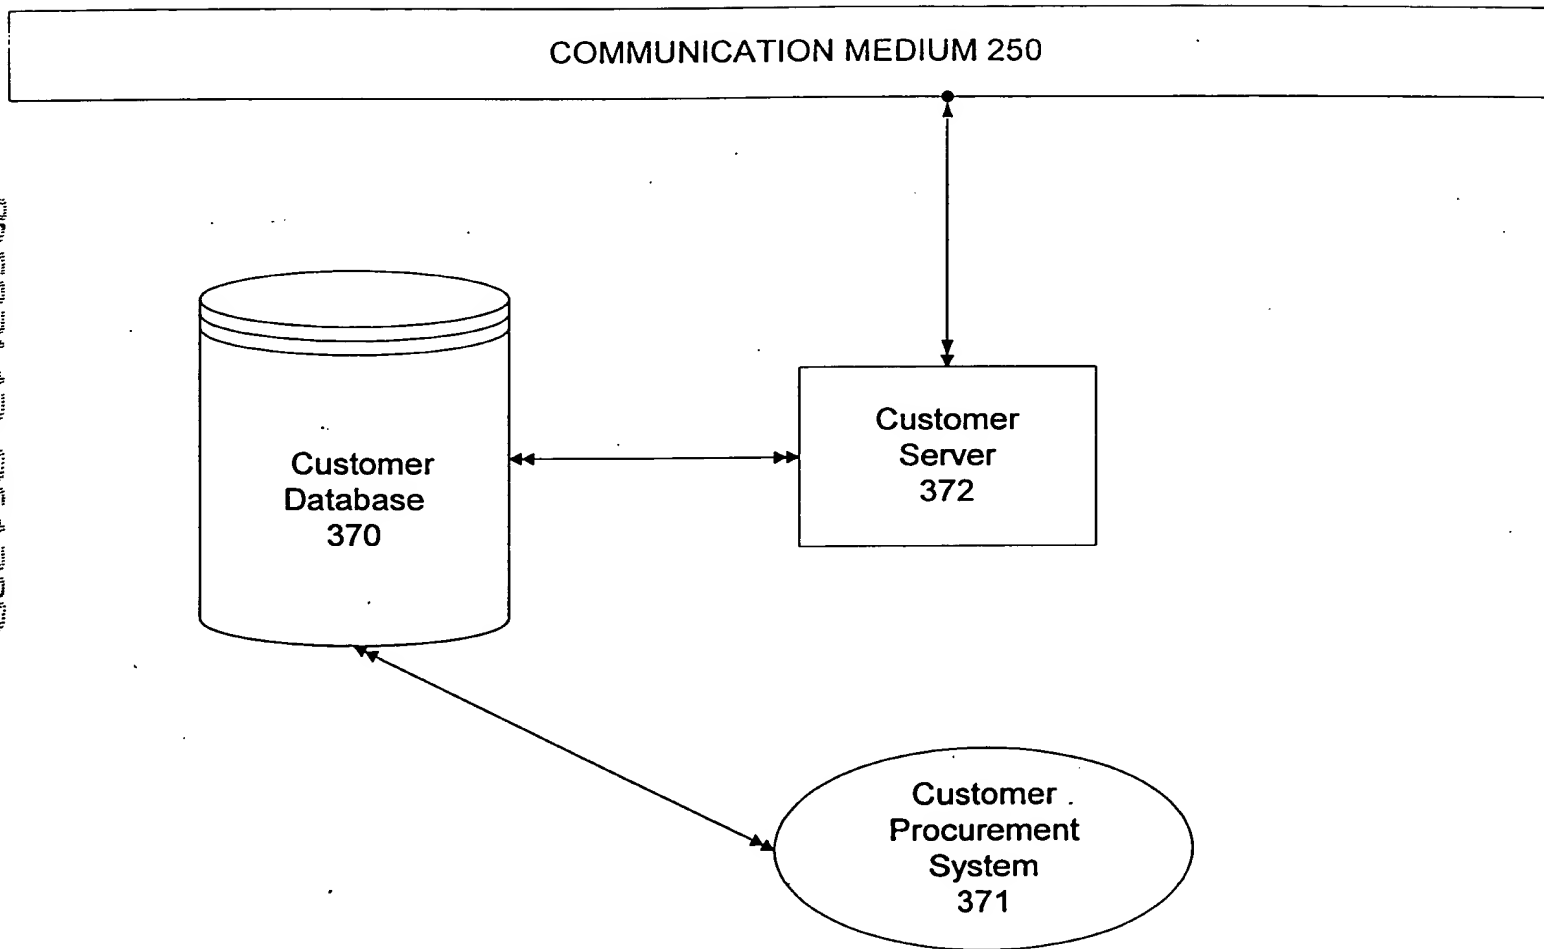 COMMUNICATION MEDIUM 250
Customer
Server
372
Customer
Database
370
Customer
Procurement
System
371